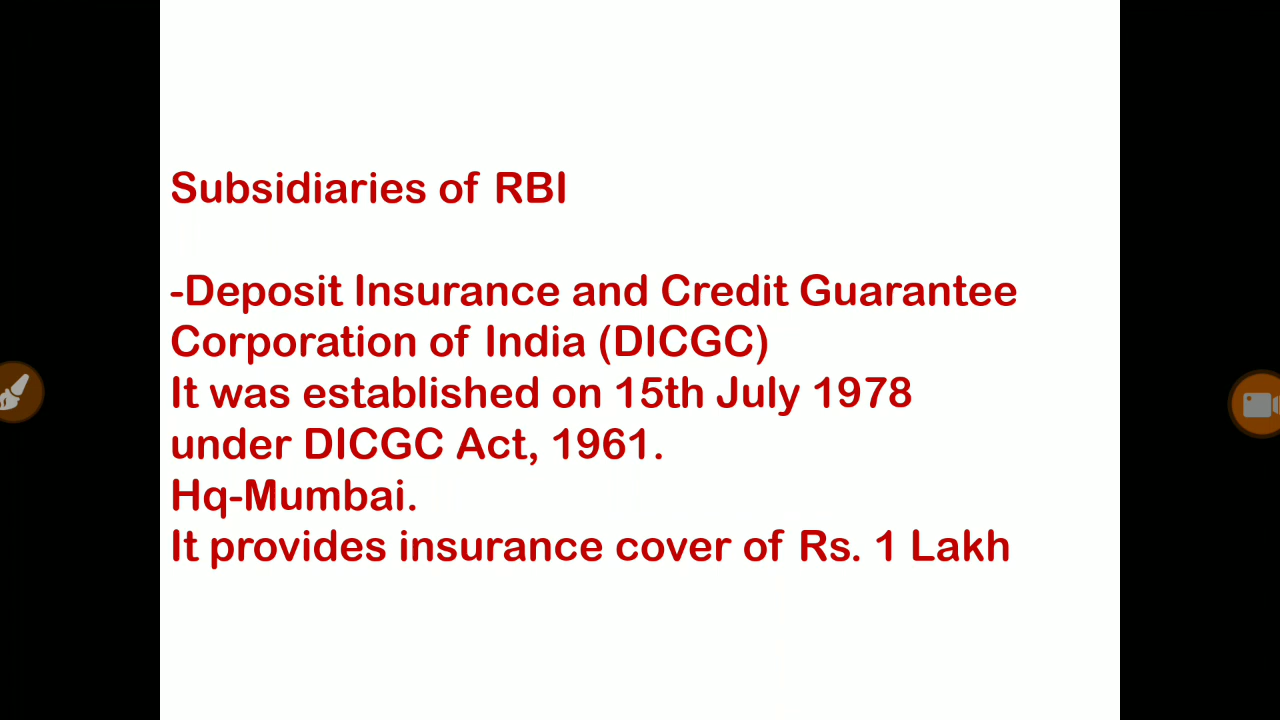 Subsidiaries of RBI
-Deposit Insurance and Credit Guarantee
Corporation of India (DICGC)
It was established on 15th July 1978
under DICGC Act, 1961.
Hq-Mumbai.
It provides insurance cover of Rs. 1 Lakh